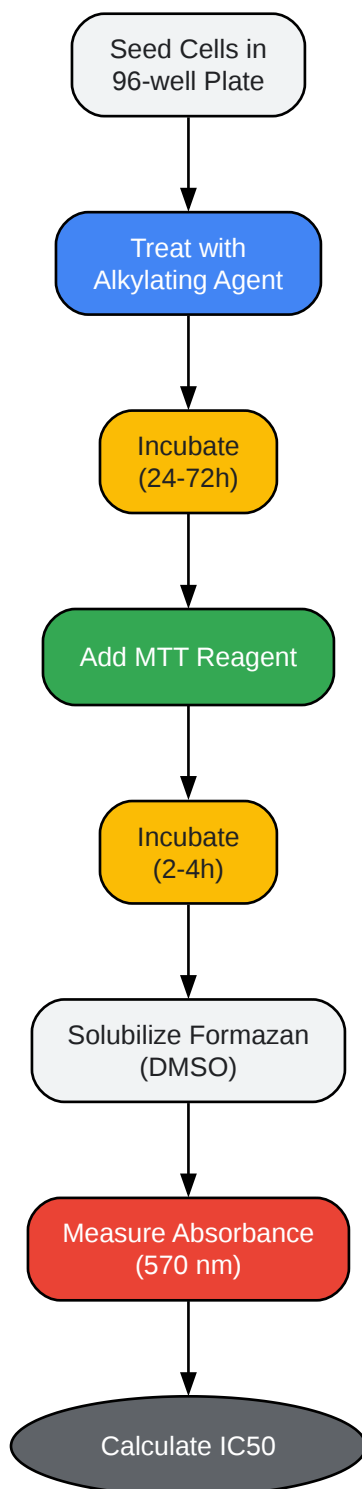 Seed Cells in
96-well Plate
Treat with
Alkylating Agent
Incubate
(24-72h)
Add MTT Reagent
Incubate
(2-4h)
Solubilize Formazan
(DMSO)
Measure Absorbance
(570 nm)
Calculate IC50